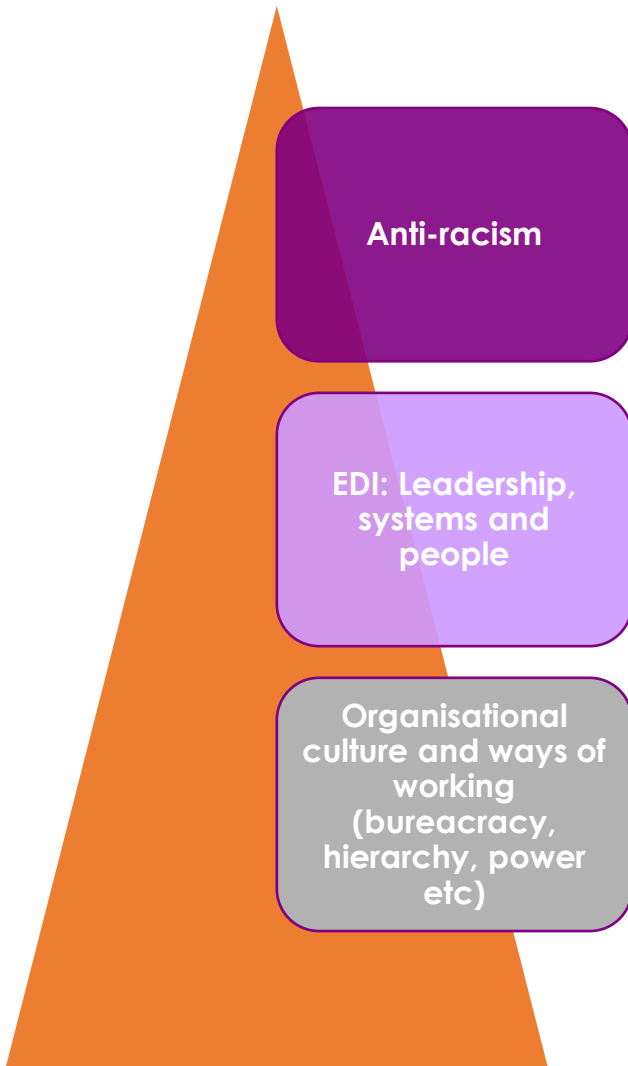 Anti-racism
EDI: Leadership,
systems and
people
Organisational
culture and ways of
working
(bureacracy,
hierarchy, power
etc)